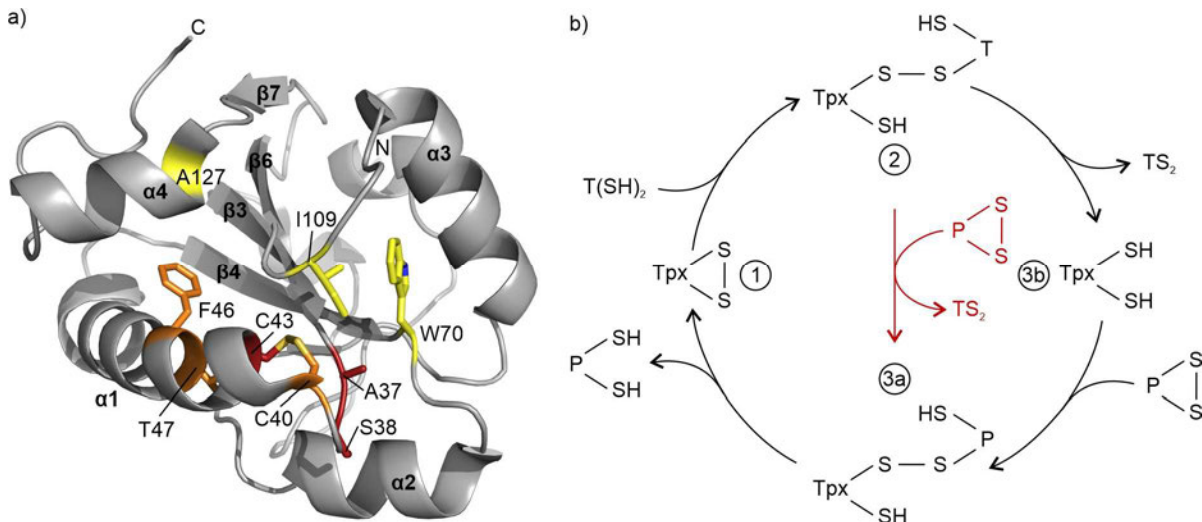 a)
C
β7
N
α3
β6
A127
α4
β3
I109
β4
F46
C43
W70
α1
A37
T47
C40
S38
α2
b)
HS
T
S S
Tpx
SH
2
T(SH)₂
TS₂
P S
S
Tpx S
S
1
TS₂
3b
SH
Tpx
SH
SH
P
SH
3a
P S
S
HS
P
S S
Tpx
SH